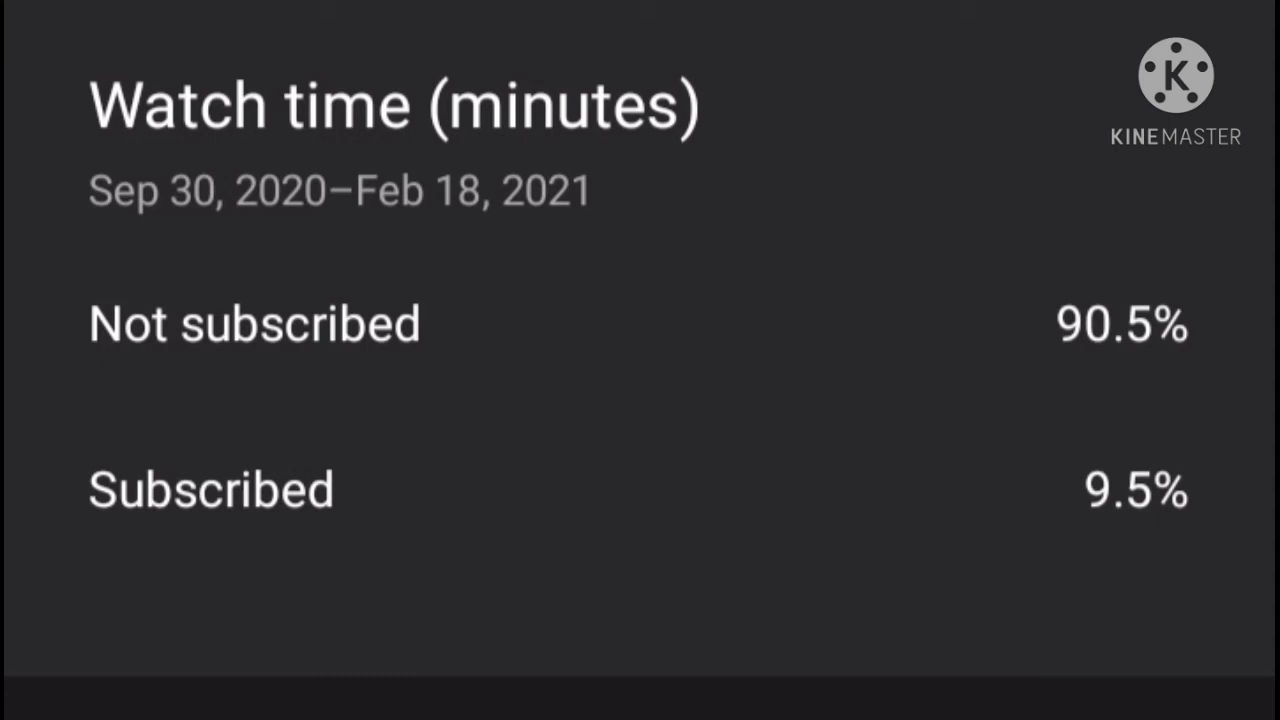 Watch time (minutes)
K
KINEMASTER
Sep 30, 2020–Feb 18, 2021
Not subscribed 90.5%
Subscribed 9.5%